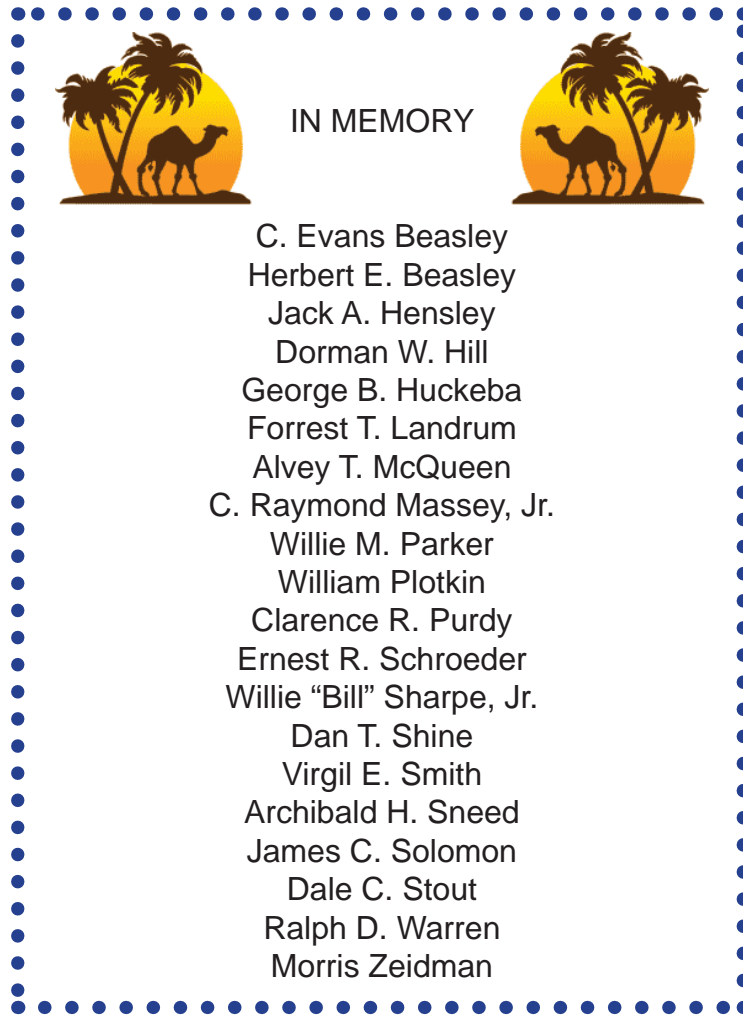 IN MEMORY
C. Evans Beasley
Herbert E. Beasley
Jack A. Hensley
Dorman W. Hill
George B. Huckeba
Forrest T. Landrum
Alvey T. McQueen
C. Raymond Massey, Jr.
Willie M. Parker
William Plotkin
Clarence R. Purdy
Ernest R. Schroeder
Willie “Bill” Sharpe, Jr.
Dan T. Shine
Virgil E. Smith
Archibald H. Sneed
James C. Solomon
Dale C. Stout
Ralph D. Warren
Morris Zeidman